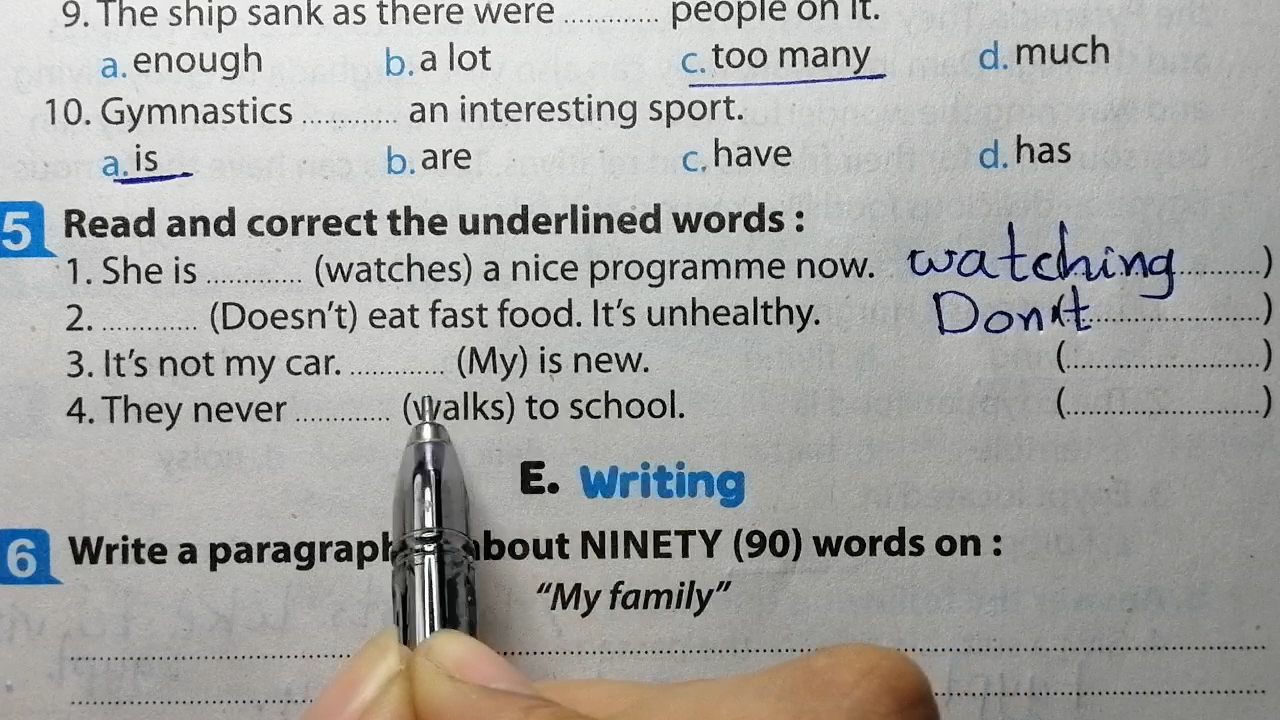 9. The ship sank as there were ............ people on it.
a. enough b. a lot c. too many d. much
10. Gymnastics ............ an interesting sport.
a. is b. are c. have d. has
5 Read and correct the underlined words :
1. She is ............ (watches) a nice programme now. watching ............)
2. ............ (Doesn't) eat fast food. It's unhealthy. Don't ............)
3. It's not my car. ............ (My) is new. (........................)
4. They never ............ (walks) to school. (........................)
E. Writing
6 Write a paragraph about NINETY (90) words on :
"My family"